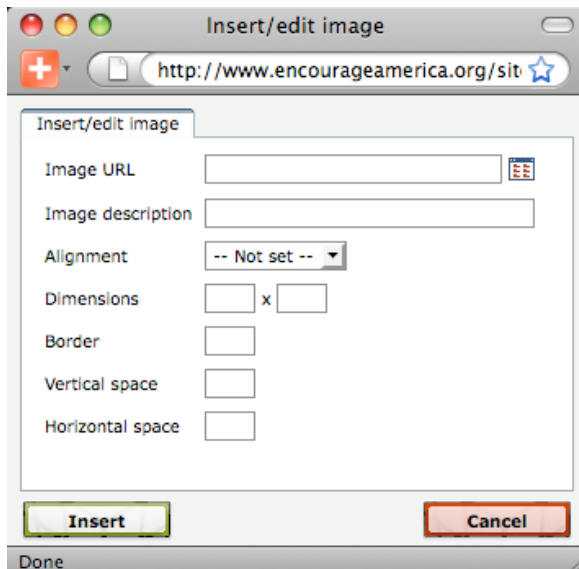 Insert/edit image
http://www.encourageamerica.org/sit
Insert/edit image
Image URL
Image description
Alignment -- Not set --
Dimensions x
Border
Vertical space
Horizontal space
Insert Cancel
Done